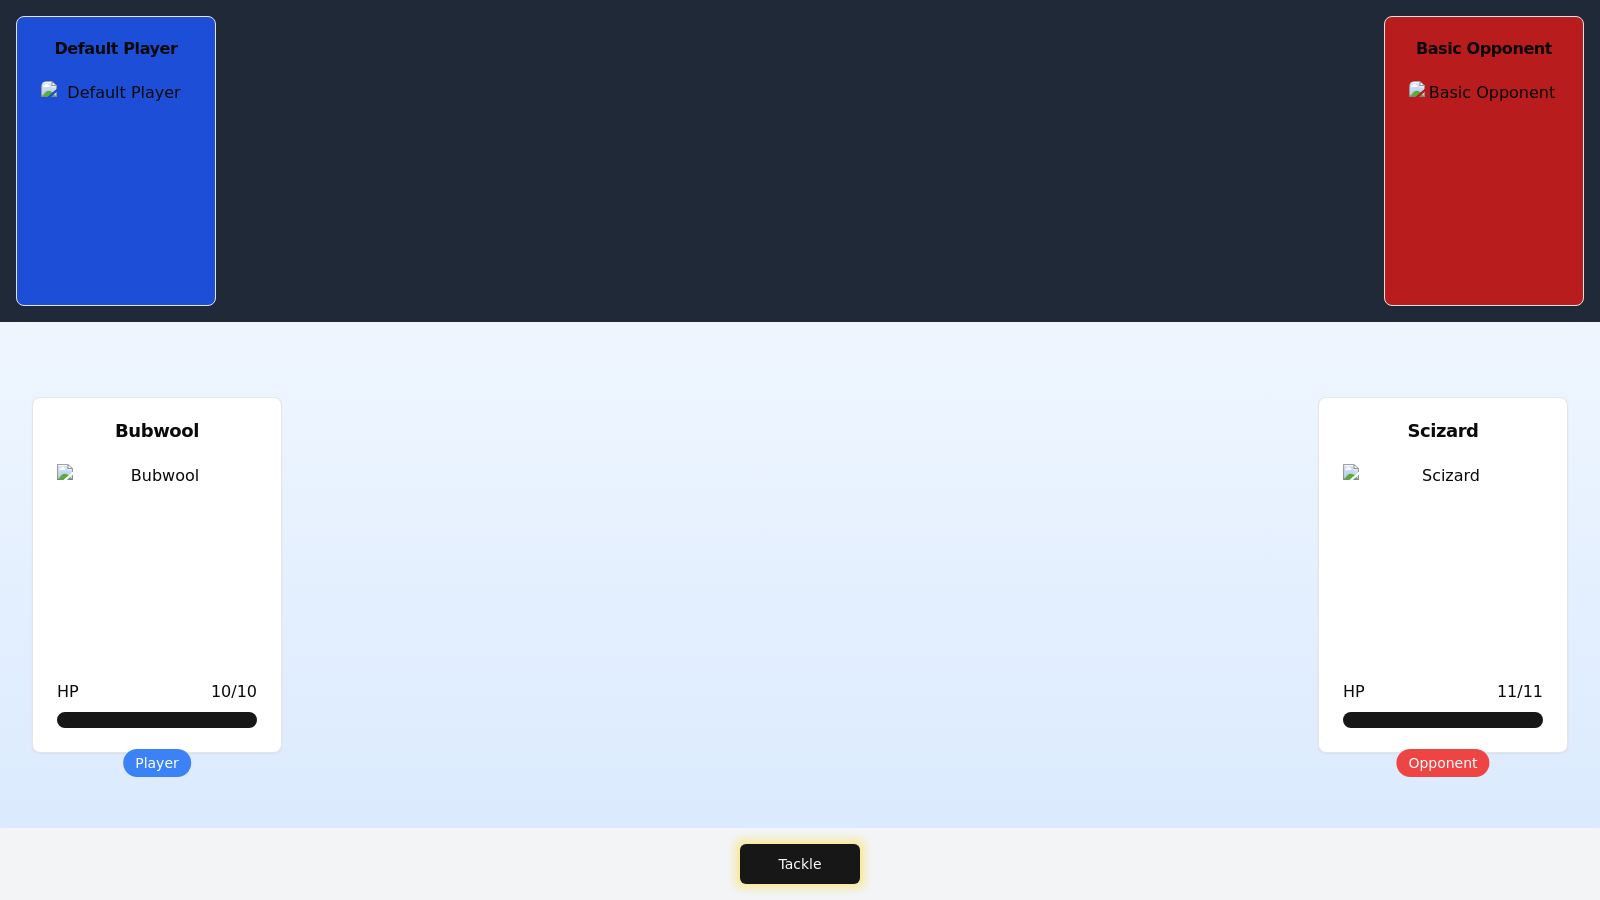 Default Player
Default Player
Basic Opponent
Basic Opponent
Bubwool
Bubwool
HP 10/10
Player
Scizard
Scizard
HP 11/11
Opponent
Tackle